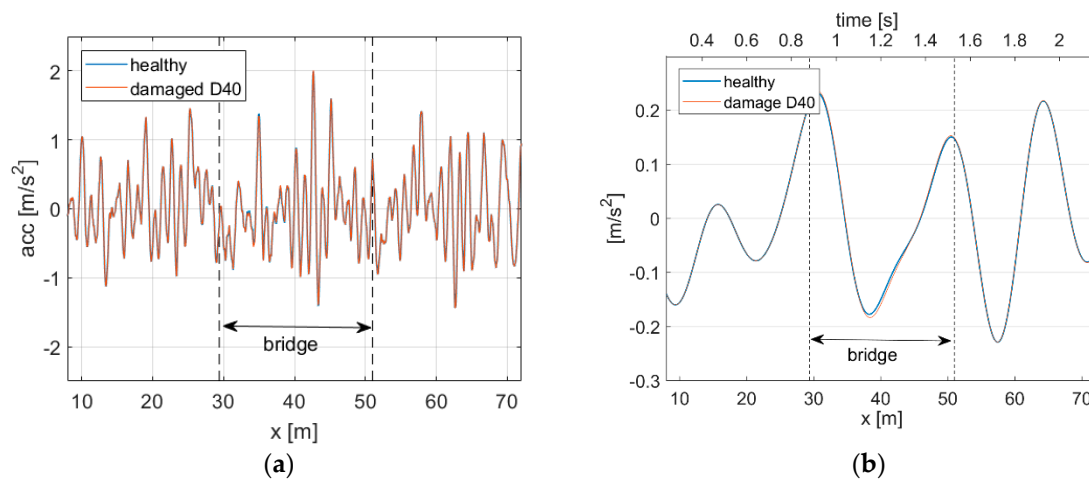 healthy
damaged D40
acc [m/s²]
2
1
0
-1
-2
bridge
10 20 30 40 50 60 70
x [m]
(a)
time [s]
0.4 0.6 0.8 1 1.2 1.4 1.6 1.8 2
healthy
damage D40
[m/s²]
0.2
0.1
0
-0.1
-0.2
-0.3
bridge
10 20 30 40 50 60 70
x [m]
(b)